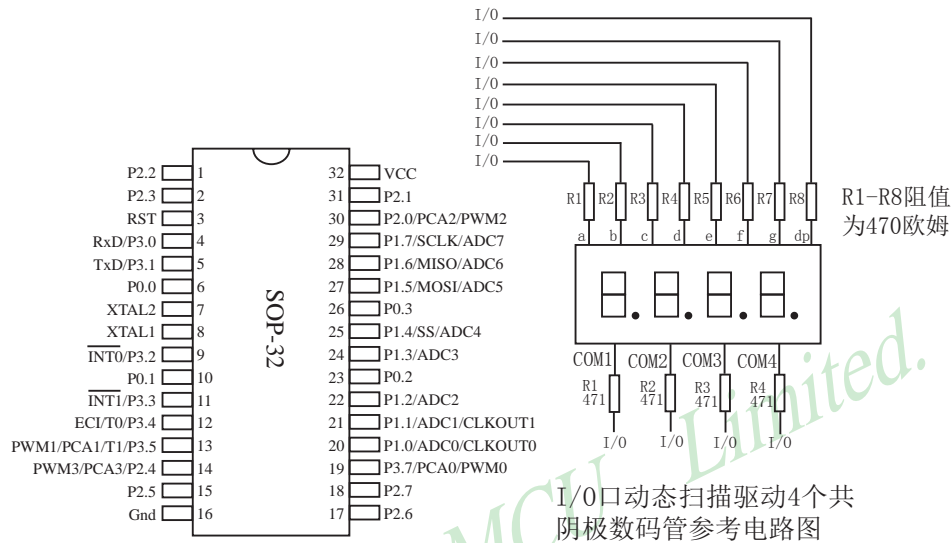 P2.2 1
P2.3 2
RST 3
RxD/P3.0 4
TxD/P3.1 5
P0.0 6
XTAL2 7
XTAL1 8
INT0/P3.2 9
P0.1 10
INT1/P3.3 11
ECI/T0/P3.4 12
PWM1/PCA1/T1/P3.5 13
PWM3/PCA3/P2.4 14
P2.5 15
Gnd 16
SOP-32
32 VCC
31 P2.1
30 P2.0/PCA2/PWM2
29 P1.7/SCLK/ADC7
28 P1.6/MISO/ADC6
27 P1.5/MOSI/ADC5
26 P0.3
25 P1.4/SS/ADC4
24 P1.3/ADC3
23 P0.2
22 P1.2/ADC2
21 P1.1/ADC1/CLKOUT1
20 P1.0/ADC0/CLKOUT0
19 P3.7/PCA0/PWM0
18 P2.7
17 P2.6
I/O
I/O
I/O
I/O
I/O
I/O
I/O
I/O
R1 R2 R3 R4 R5 R6 R7 R8
a b c d e f g dp
R1-R8阻值
为470欧姆
8. 8. 8. 8.
COM1 COM2 COM3 COM4
R1 R2 R3 R4
471 471 471 471
I/O I/O I/O I/O
I/O口动态扫描驱动4个共
阴极数码管参考电路图
MCU Limited.